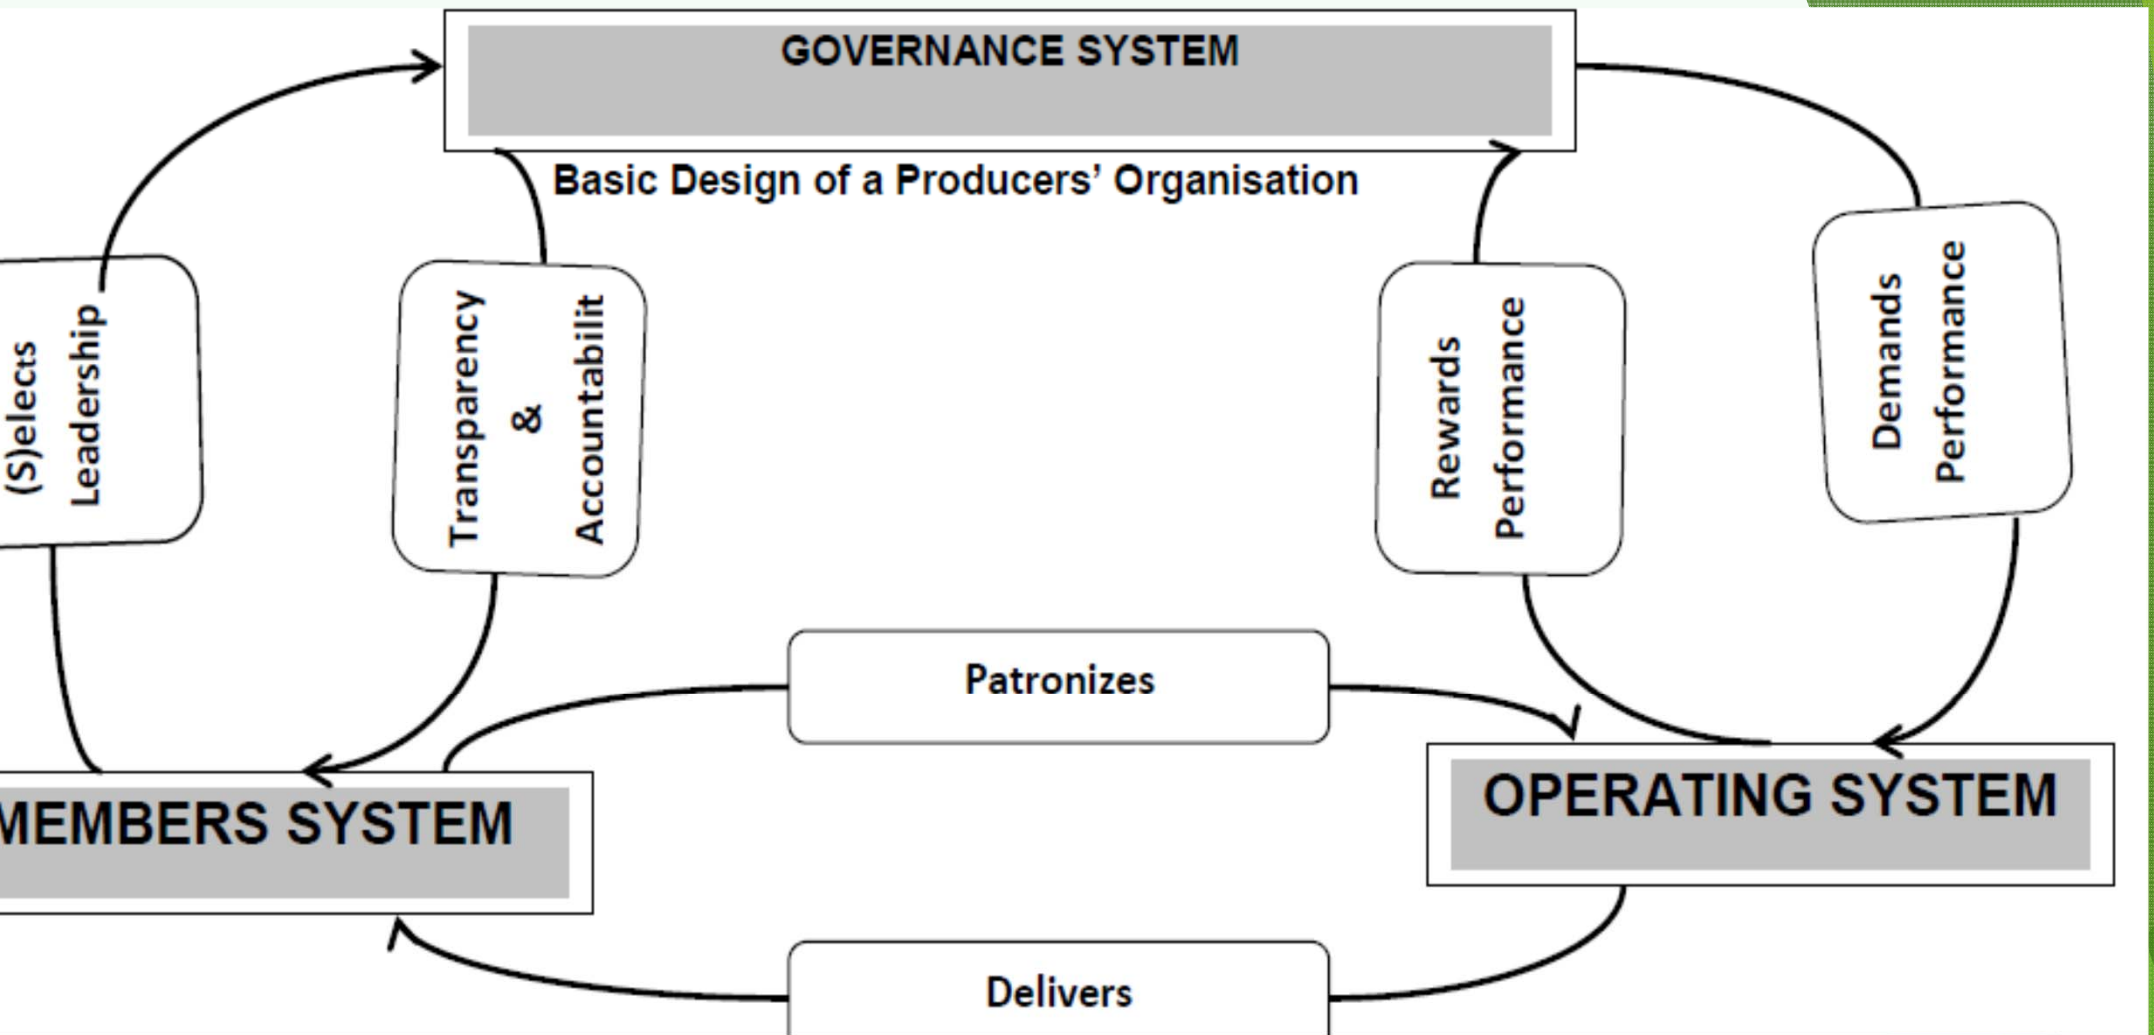 GOVERNANCE SYSTEM
Basic Design of a Producers’ Organisation
(S)elects
Leadership
Transparency
&
Accountabilit
Rewards
Performance
Demands
Performance
Patronizes
MEMBERS SYSTEM
OPERATING SYSTEM
Delivers